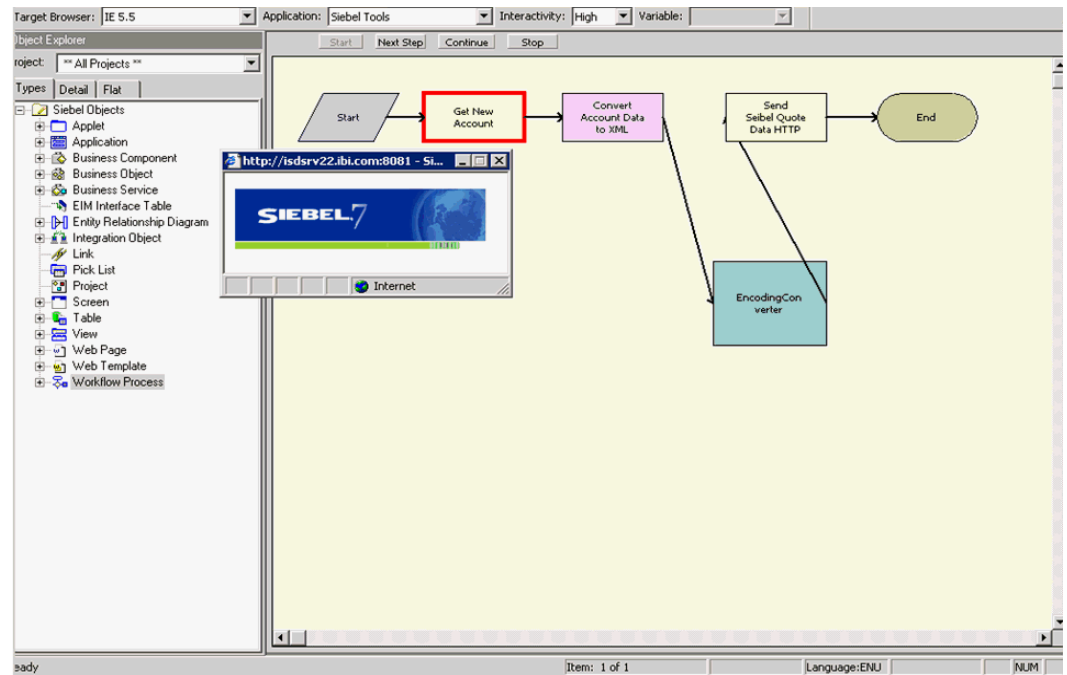 Target Browser: IE 5.5 Application: Siebel Tools Interactivity: High Variable:
Object Explorer
roject: ** All Projects **
Types Detail Flat
Siebel Objects
Applet
Application
Business Component
Business Object
Business Service
EIM Interface Table
Entity Relationship Diagram
Integration Object
Link
Pick List
Project
Screen
Table
View
Web Page
Web Template
Workflow Process
Start Next Step Continue Stop
Start
Get New
Account
Convert
Account Data
to XML
Send
Seibel Quote
Data HTTP
End
http://isdsrv22.ibi.com:8081 - Si...
SIEBEL.7
Internet
EncodingCon
verter
eady Item: 1 of 1 Language:ENU NUM